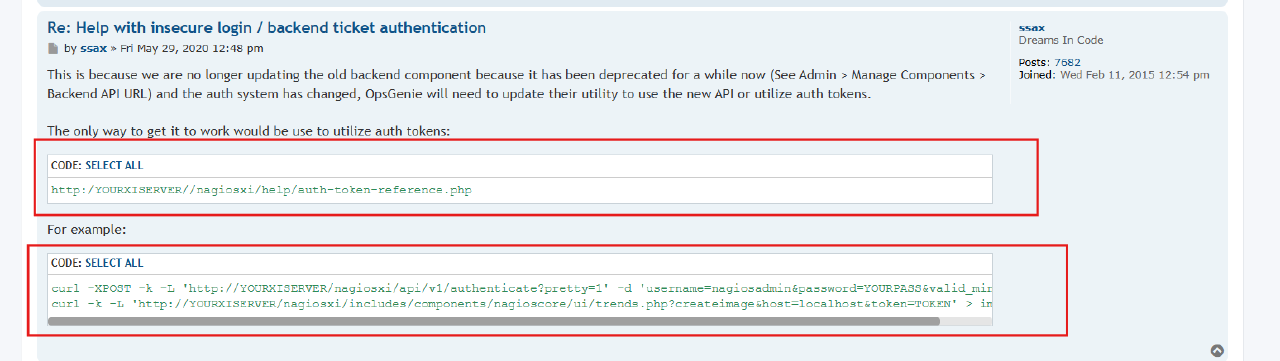 Re: Help with insecure login / backend ticket authentication
by ssax » Fri May 29, 2020 12:48 pm
This is because we are no longer updating the old backend component because it has been deprecated for a while now (See Admin > Manage Components >
Backend API URL) and the auth system has changed, OpsGenie will need to update their utility to use the new API or utilize auth tokens.
The only way to get it to work would be use to utilize auth tokens:
CODE: SELECT ALL
http:/YOURXISERVER//nagiosxi/help/auth-token-reference.php
For example:
CODE: SELECT ALL
curl -XPOST -k -L 'http://YOURXISERVER/nagiosxi/api/v1/authenticate?pretty=1' -d 'username=nagiosadmin&password=YOURPASS&valid_min
curl -k -L 'http://YOURXISERVER/nagiosxi/includes/components/nagioscore/ui/trends.php?createimage&host=localhost&token=TOKEN' > im
ssax
Dreams In Code
Posts: 7682
Joined: Wed Feb 11, 2015 12:54 pm